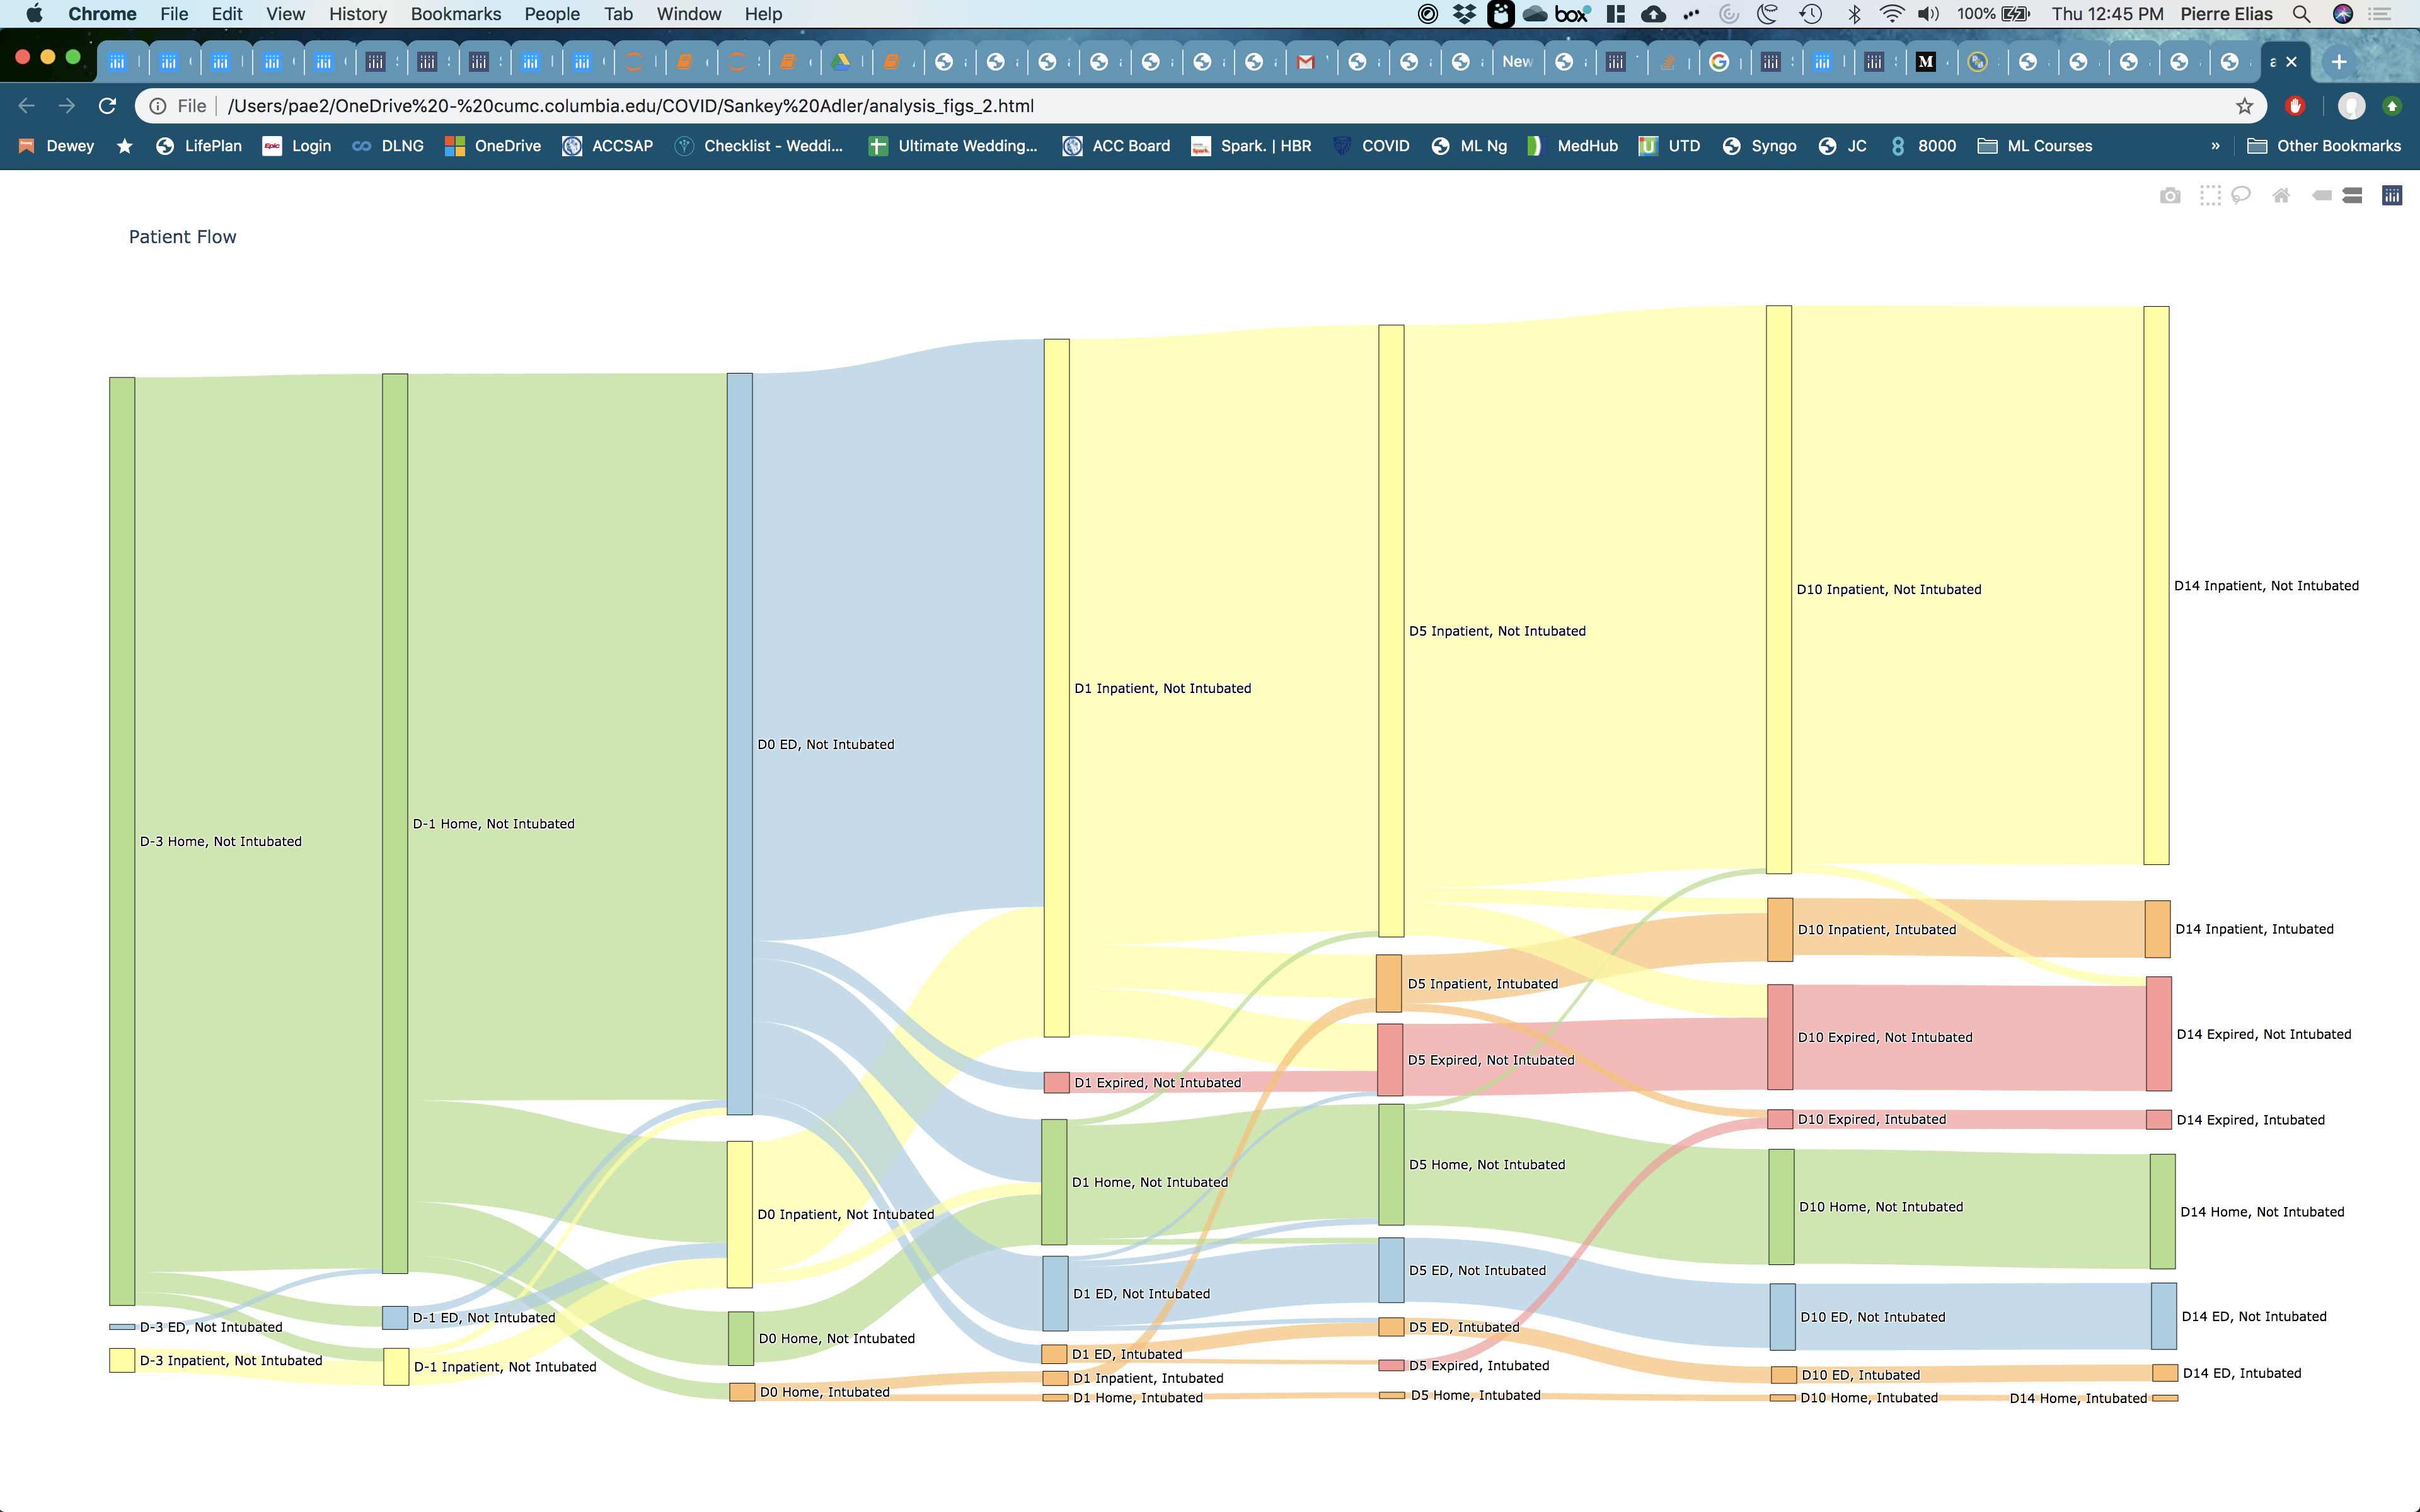 Chrome File Edit View History Bookmarks People Tab Window Help box 100% Thu 12:45 PM Pierre Elias
New
File /Users/pae2/OneDrive%20-%20cumc.columbia.edu/COVID/Sankey%20Adler/analysis_figs_2.html
Dewey LifePlan Epic Login DLNG OneDrive ACCSAP Checklist - Weddi... Ultimate Wedding... ACC Board Spark. | HBR COVID ML Ng MedHub UTD Syngo JC 8000 ML Courses » Other Bookmarks
Patient Flow
D14 Inpatient, Not Intubated
D10 Inpatient, Not Intubated
D5 Inpatient, Not Intubated
D1 Inpatient, Not Intubated
D0 ED, Not Intubated
D-1 Home, Not Intubated
D-3 Home, Not Intubated
D10 Inpatient, Intubated
D14 Inpatient, Intubated
D5 Inpatient, Intubated
D14 Expired, Not Intubated
D10 Expired, Not Intubated
D5 Expired, Not Intubated
D1 Expired, Not Intubated
D10 Expired, Intubated
D14 Expired, Intubated
D5 Home, Not Intubated
D1 Home, Not Intubated
D10 Home, Not Intubated
D14 Home, Not Intubated
D0 Inpatient, Not Intubated
D5 ED, Not Intubated
D1 ED, Not Intubated
D10 ED, Not Intubated
D14 ED, Not Intubated
D-1 ED, Not Intubated
D-3 ED, Not Intubated
D5 ED, Intubated
D0 Home, Not Intubated
D1 ED, Intubated
D-3 Inpatient, Not Intubated
D-1 Inpatient, Not Intubated
D5 Expired, Intubated
D10 ED, Intubated
D14 ED, Intubated
D1 Inpatient, Intubated
D0 Home, Intubated
D1 Home, Intubated
D5 Home, Intubated
D10 Home, Intubated
D14 Home, Intubated